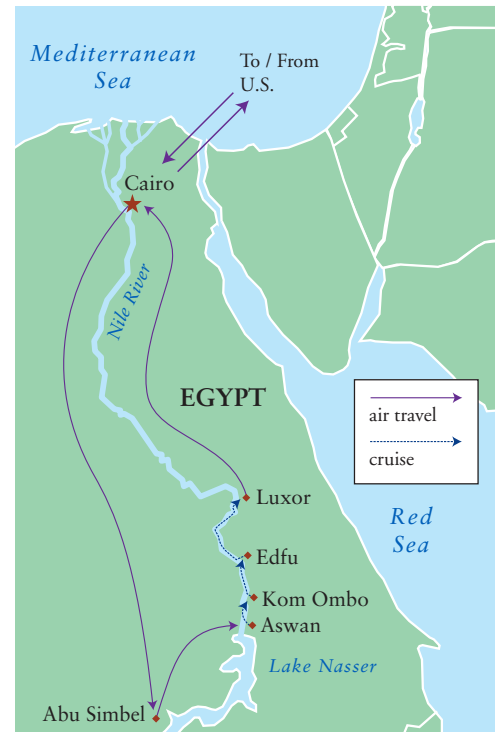 Mediterranean
Sea
To / From
U.S.
Cairo
Nile River
EGYPT
air travel
cruise
Luxor
Red
Sea
Edfu
Kom Ombo
Aswan
Lake Nasser
Abu Simbel